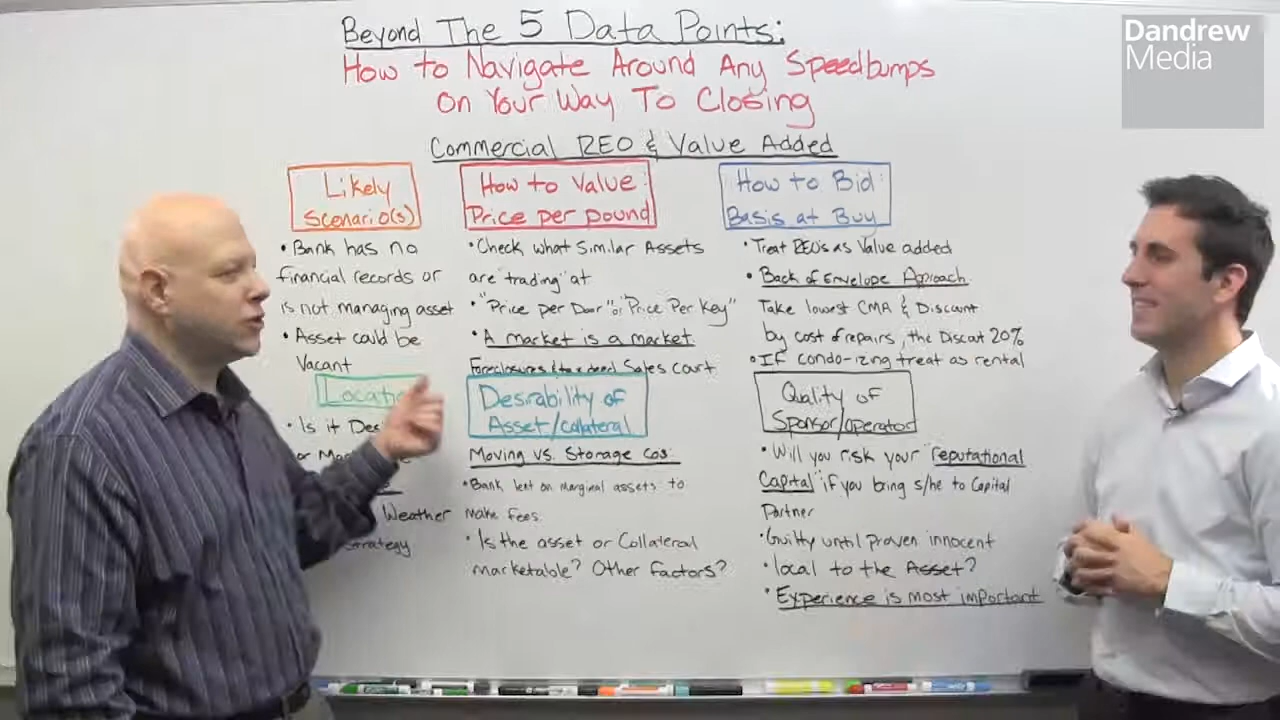 Beyond The 5 Data Points:
How to Navigate Around Any Speedbumps
On Your Way To Closing
Dandrew
Media
Commercial REO & Value Added
Likely
Scenario(s)
• Bank has no
financial records or
is not managing asset
• Asset could be
Vacant
How to Value:
Price per pound
• Check what Similar Assets
are "trading" at
• "Price per Door" or "Price Per Key"
• A market is a market
Foreclosures & tax deed Sales court
How to Bid:
Basis at Buy
• Treat REO's as Value added
• Back of Envelope Approach
Take lowest CMA & Discount
by cost of repairs, the Discout 20%
• IF condo-izing treat as rental
• Is it
Weather
Strategy
Desirability of
Asset/collateral
Moving vs. Storage
• Bank lent on marginal assets to
make fees.
• Is the asset or Collateral
marketable? Other factors?
Quality of
Sponsor/operator
• Will you risk your "reputational
Capital" if you bring s/he to Capital
Partner
• Guilty until proven innocent
• local to the Asset?
• Experience is most important